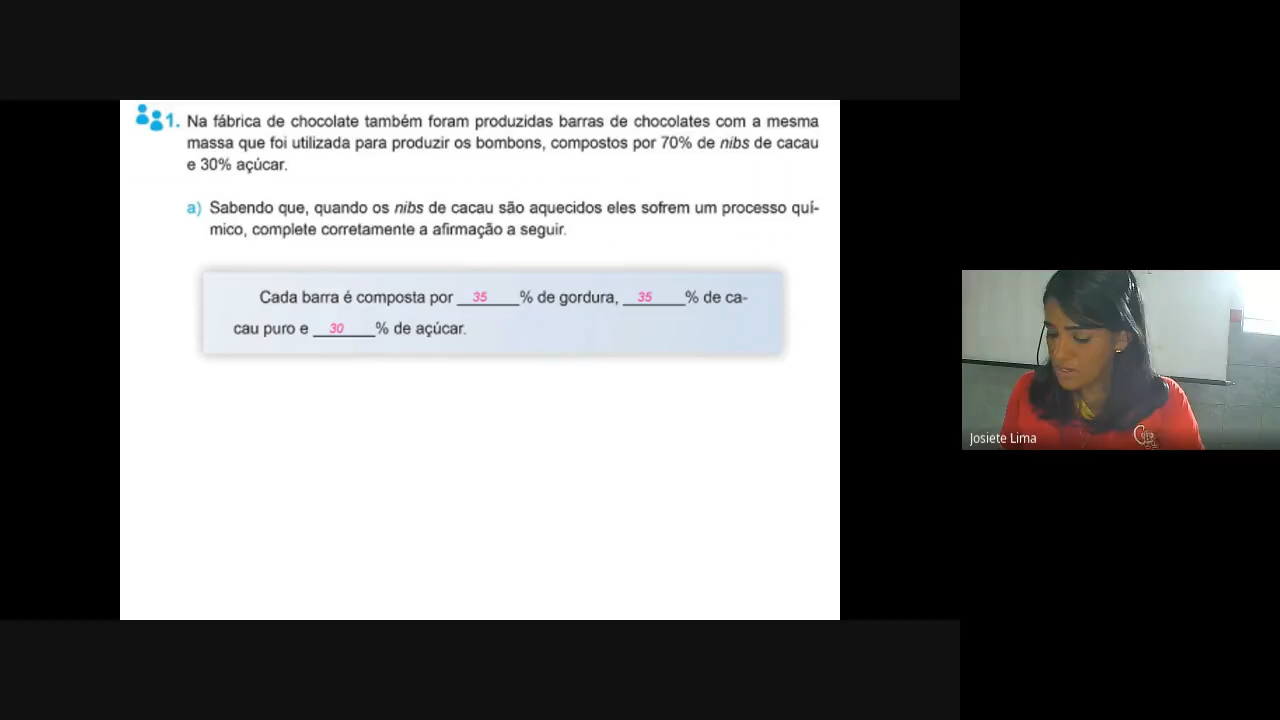 1. Na fábrica de chocolate também foram produzidas barras de chocolates com a mesma
massa que foi utilizada para produzir os bombons, compostos por 70% de nibs de cacau
e 30% açúcar.
a) Sabendo que, quando os nibs de cacau são aquecidos eles sofrem um processo quí-
mico, complete corretamente a afirmação a seguir.
Cada barra é composta por 35 % de gordura, 35 % de ca-
cau puro e 30 % de açúcar.
Josiete Lima